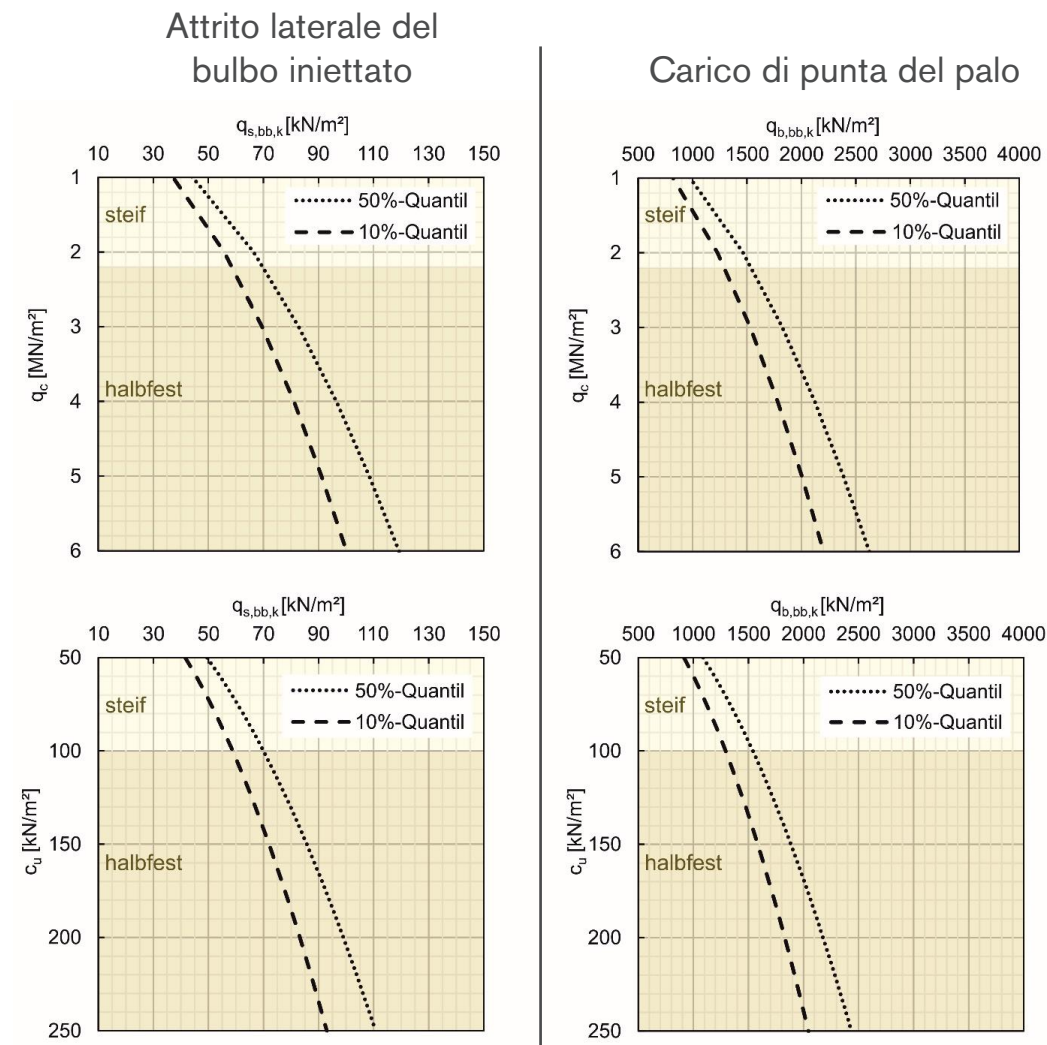 Attrito laterale del
bulbo iniettato
q_s,bb,k [kN/m²]
10 30 50 70 90 110 130 150
1
2
3
4
5
6
q_c [MN/m²]
steif
halbfest
50%-Quantil
10%-Quantil
q_s,bb,k [kN/m²]
10 30 50 70 90 110 130 150
50
100
150
200
250
c_u [kN/m²]
steif
halbfest
50%-Quantil
10%-Quantil
Carico di punta del palo
q_b,bb,k [kN/m²]
500 1000 1500 2000 2500 3000 3500 4000
1
2
3
4
5
6
q_c [MN/m²]
steif
halbfest
50%-Quantil
10%-Quantil
q_b,bb,k [kN/m²]
500 1000 1500 2000 2500 3000 3500 4000
50
100
150
200
250
c_u [kN/m²]
steif
halbfest
50%-Quantil
10%-Quantil